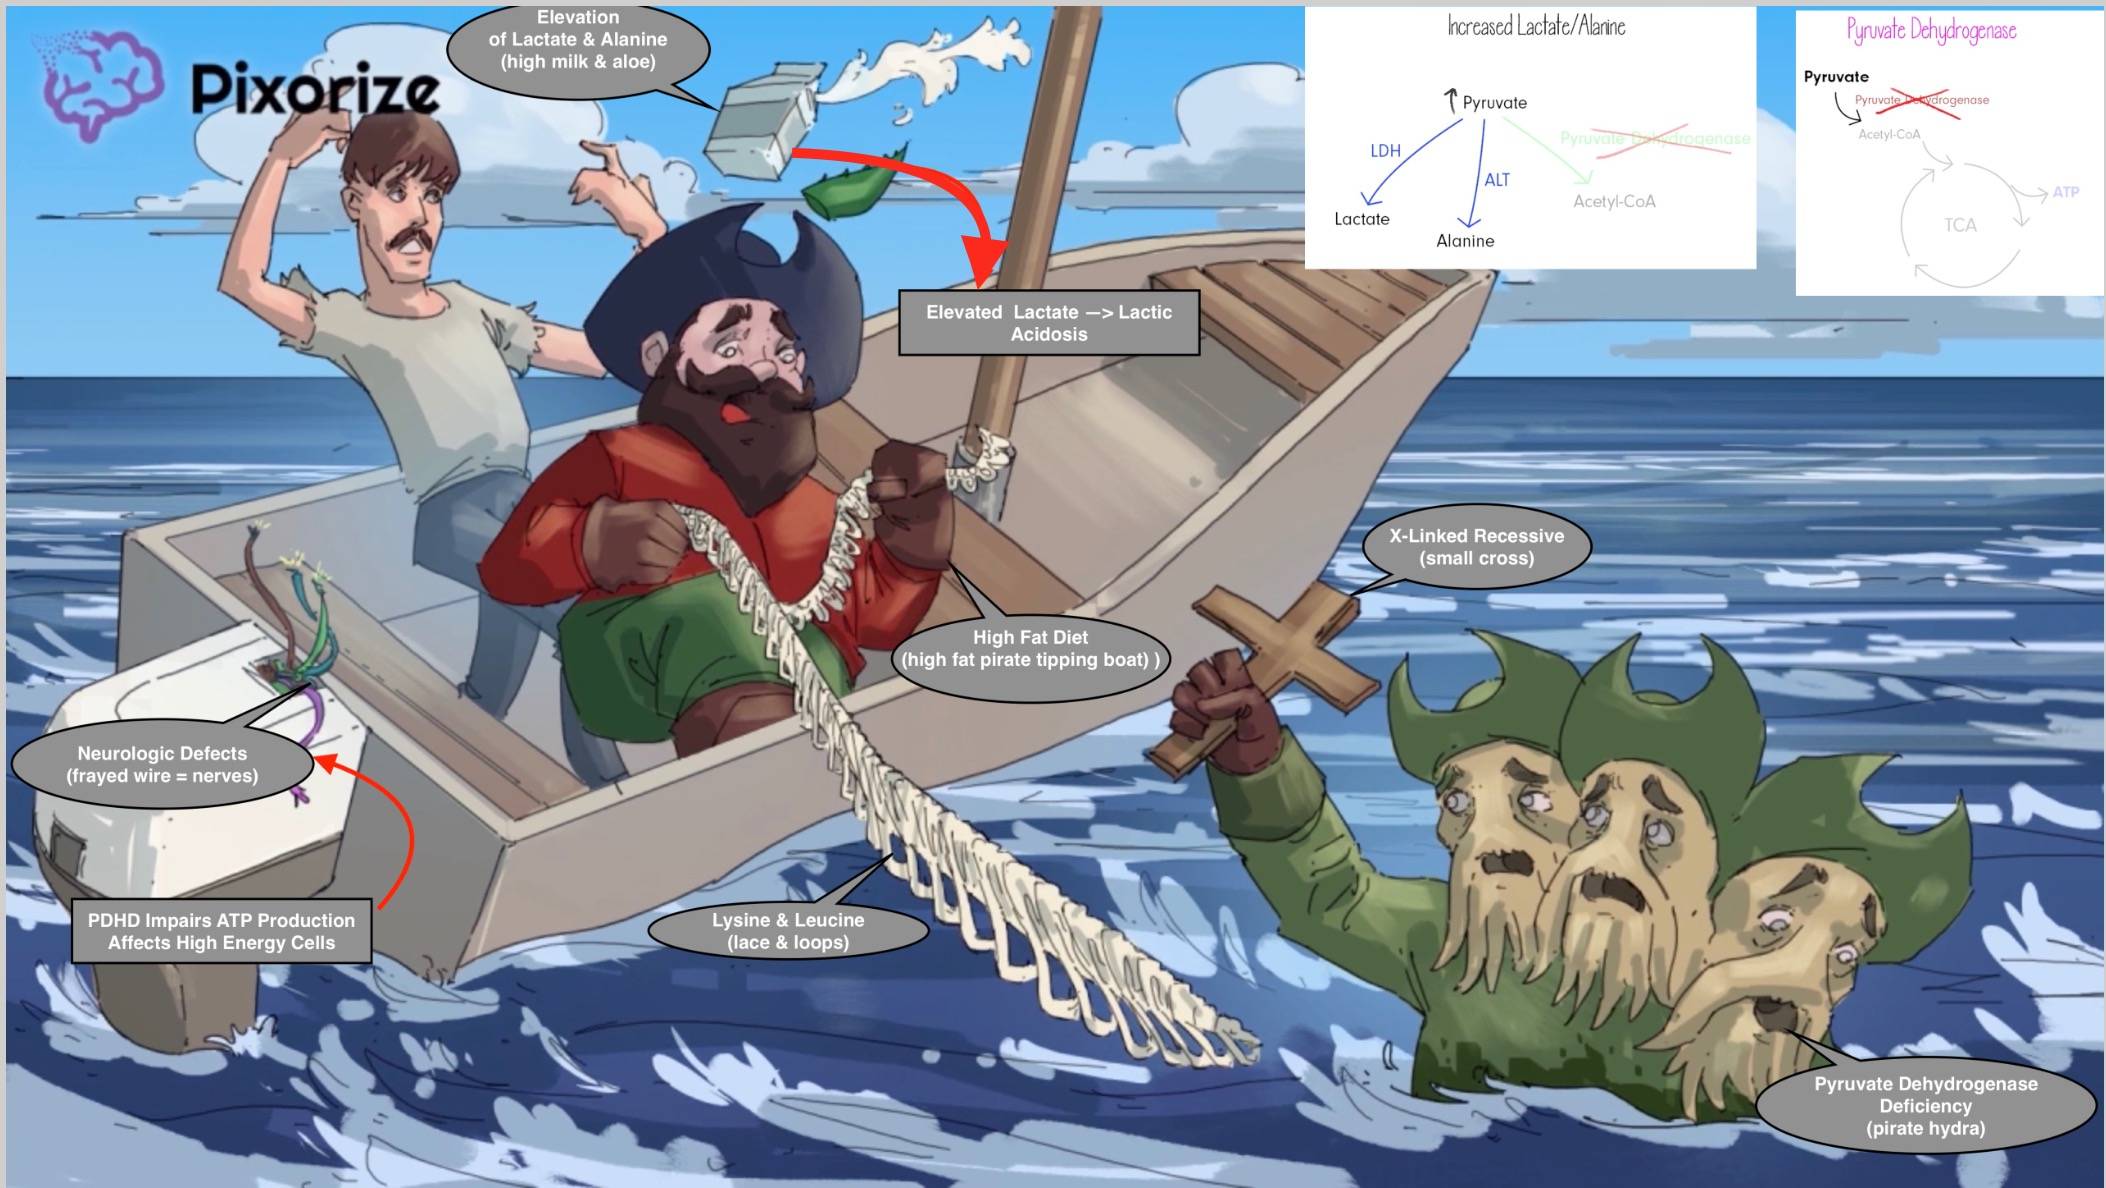 Pixorize
Elevation
of Lactate & Alanine
(high milk & aloe)
Increased Lactate/Alanine
↑ Pyruvate
LDH
ALT
Pyruvate Dehydrogenase
Lactate
Alanine
Acetyl-CoA
Pyruvate Dehydrogenase
Pyruvate
Pyruvate Dehydrogenase
Acetyl-CoA
TCA
ATP
Elevated Lactate —> Lactic
Acidosis
X-Linked Recessive
(small cross)
High Fat Diet
(high fat pirate tipping boat) )
Neurologic Defects
(frayed wire = nerves)
PDHD Impairs ATP Production
Affects High Energy Cells
Lysine & Leucine
(lace & loops)
Pyruvate Dehydrogenase
Deficiency
(pirate hydra)